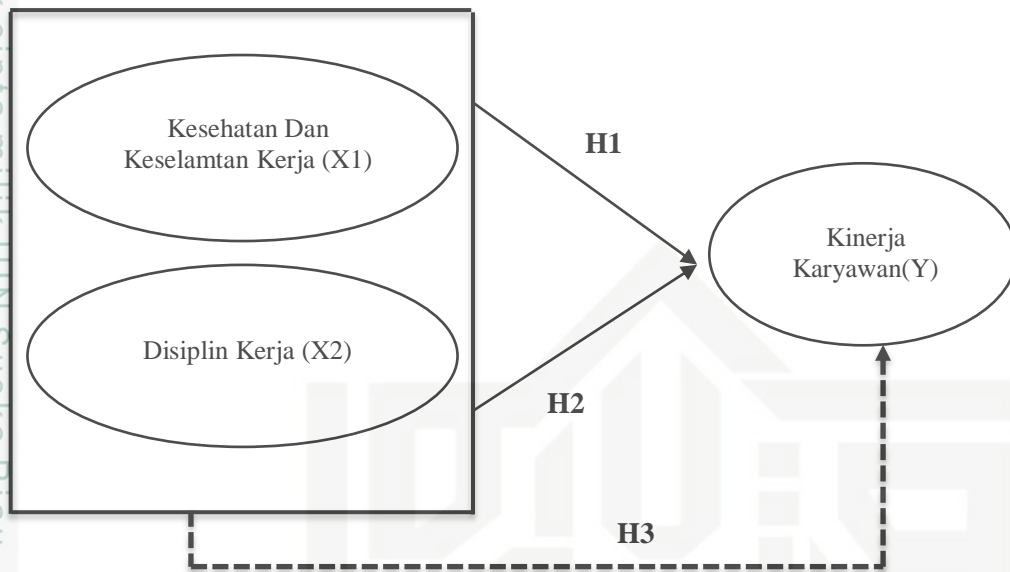 Kesehatan Dan
Keselamtan Kerja (X1)
H1
Kinerja
Karyawan(Y)
Disiplin Kerja (X2)
H2
H3